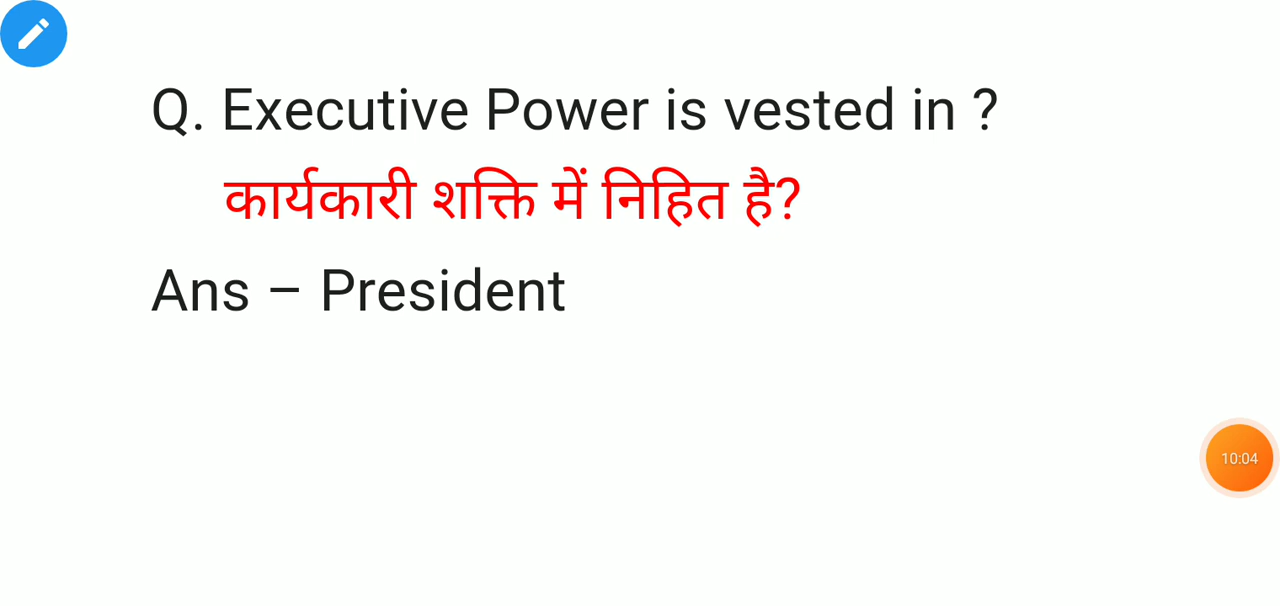 Q. Executive Power is vested in ?
कार्यकारी शक्ति में निहित है?
Ans – President
10:04